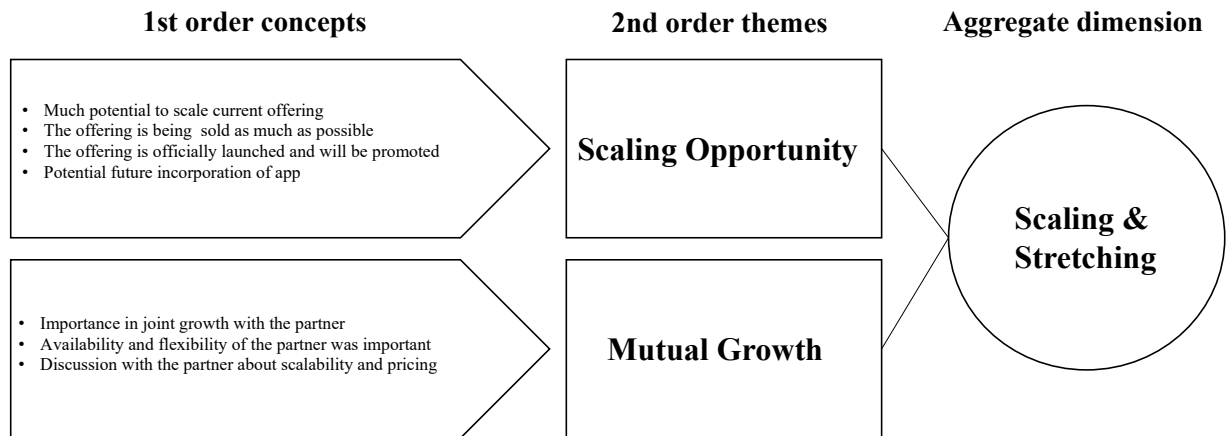 1st order concepts
2nd order themes
Aggregate dimension
• Much potential to scale current offering
• The offering is being  sold as much as possible
• The offering is officially launched and will be promoted
• Potential future incorporation of app
Scaling Opportunity
Scaling &
Stretching
• Importance in joint growth with the partner
• Availability and flexibility of the partner was important
• Discussion with the partner about scalability and pricing
Mutual Growth